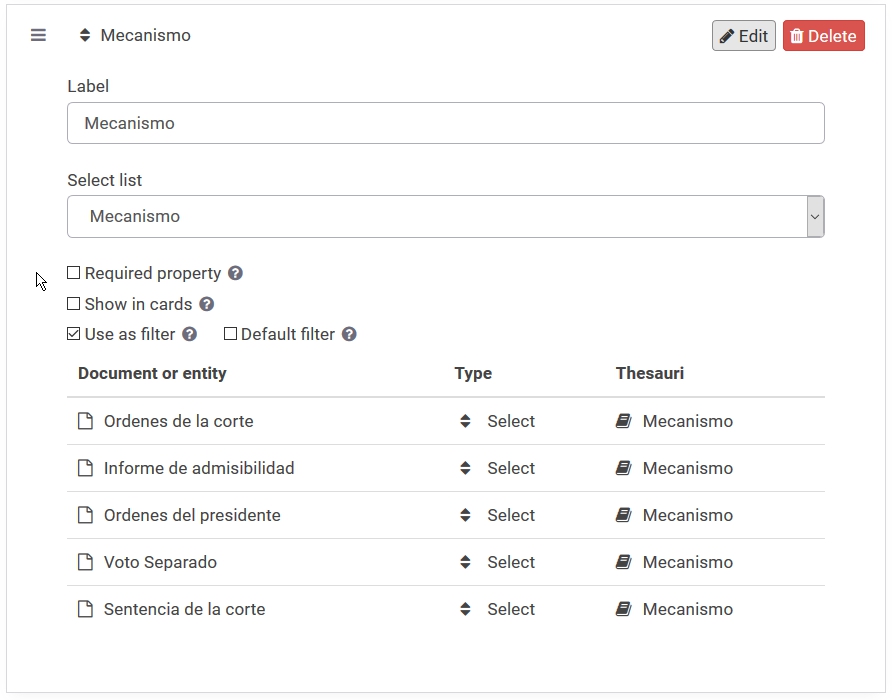 Mecanismo Edit Delete
Label
Mecanismo
Select list
Mecanismo
Required property ?
Show in cards ?
Use as filter ? Default filter ?
Document or entity Type Thesauri
Ordenes de la corte Select Mecanismo
Informe de admisibilidad Select Mecanismo
Ordenes del presidente Select Mecanismo
Voto Separado Select Mecanismo
Sentencia de la corte Select Mecanismo